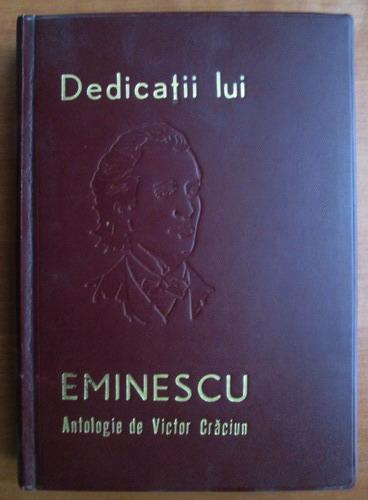 Dedicații lui
EMINESCU
Antologie de Victor Crăciun